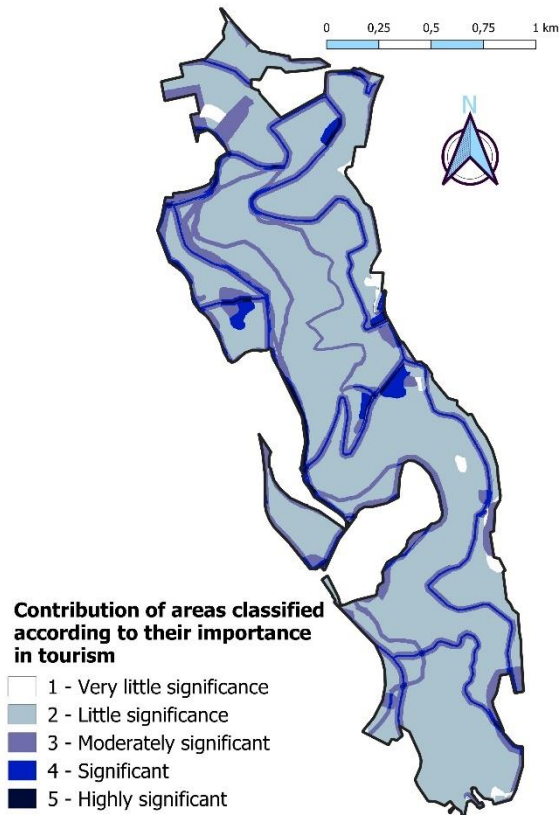 0 0,25 0,5 0,75 1 km
N
Contribution of areas classified
according to their importance
in tourism
1 - Very little significance
2 - Little significance
3 - Moderately significant
4 - Significant
5 - Highly significant